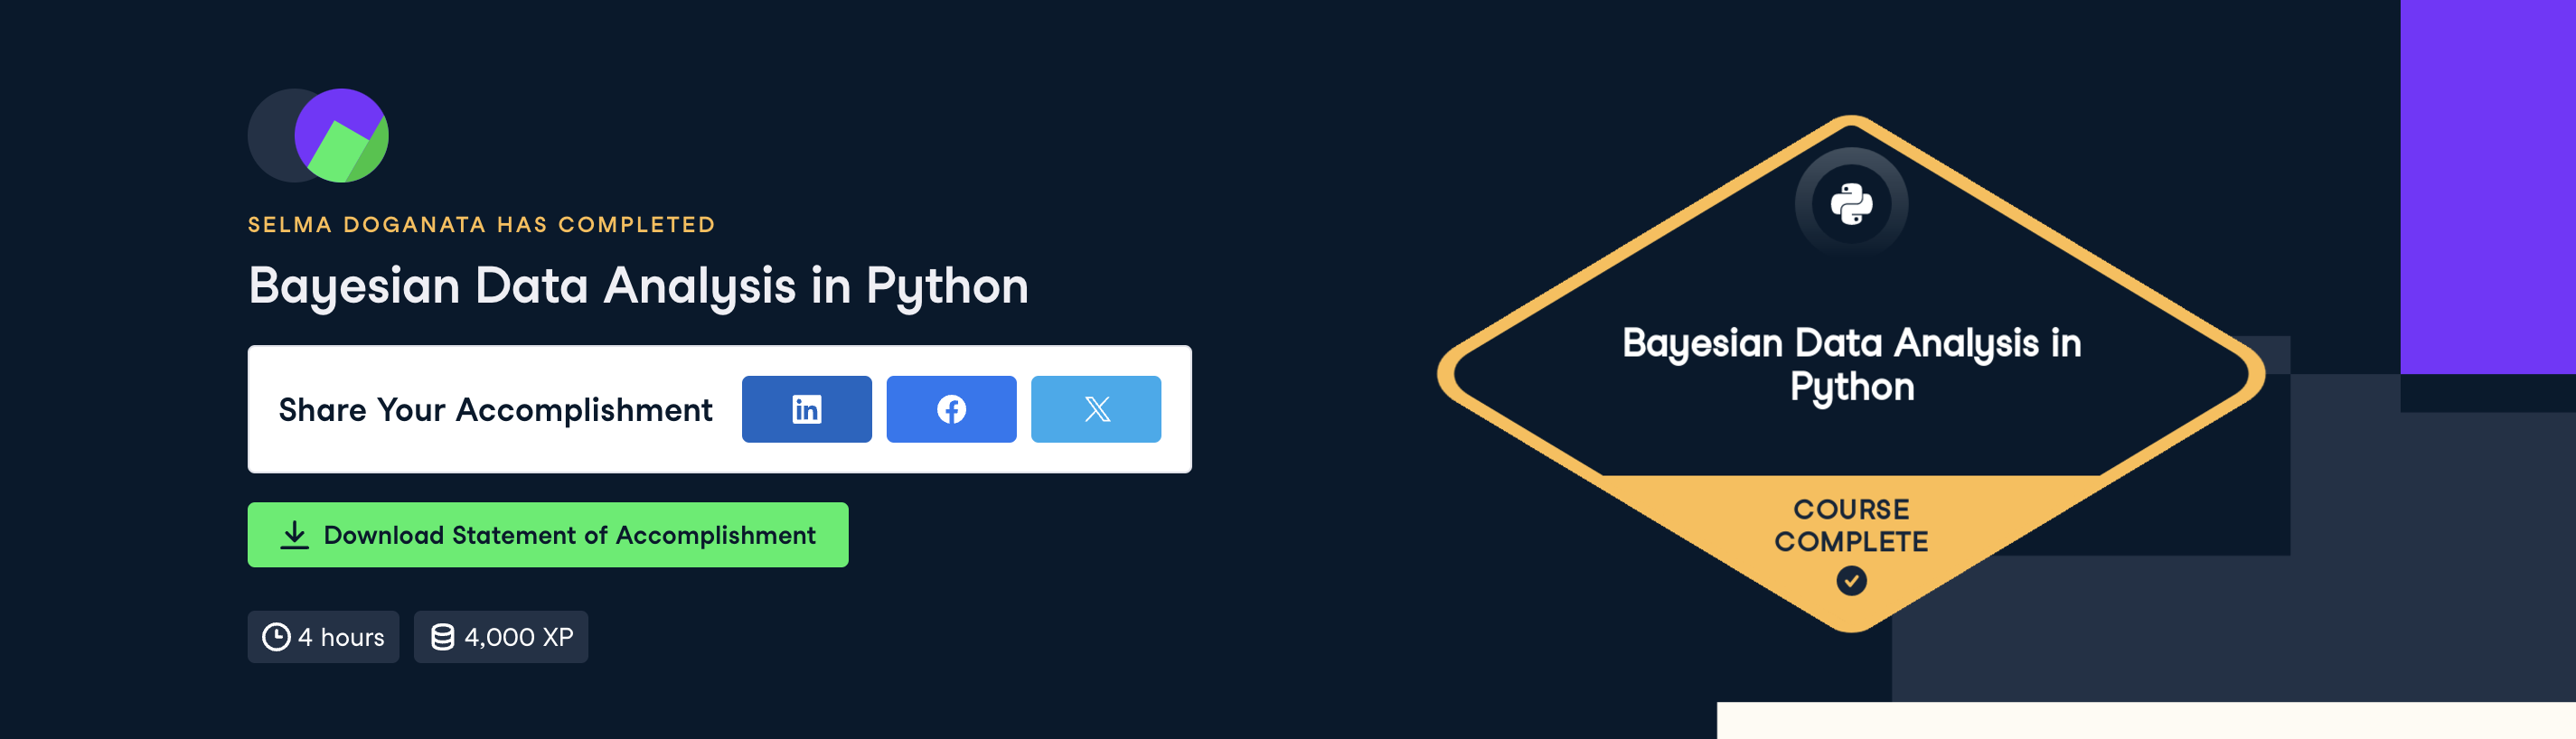 SELMA DOGANATA HAS COMPLETED
Bayesian Data Analysis in Python
Share Your Accomplishment
Download Statement of Accomplishment
4 hours
4,000 XP
Bayesian Data Analysis in
Python
COURSE
COMPLETE